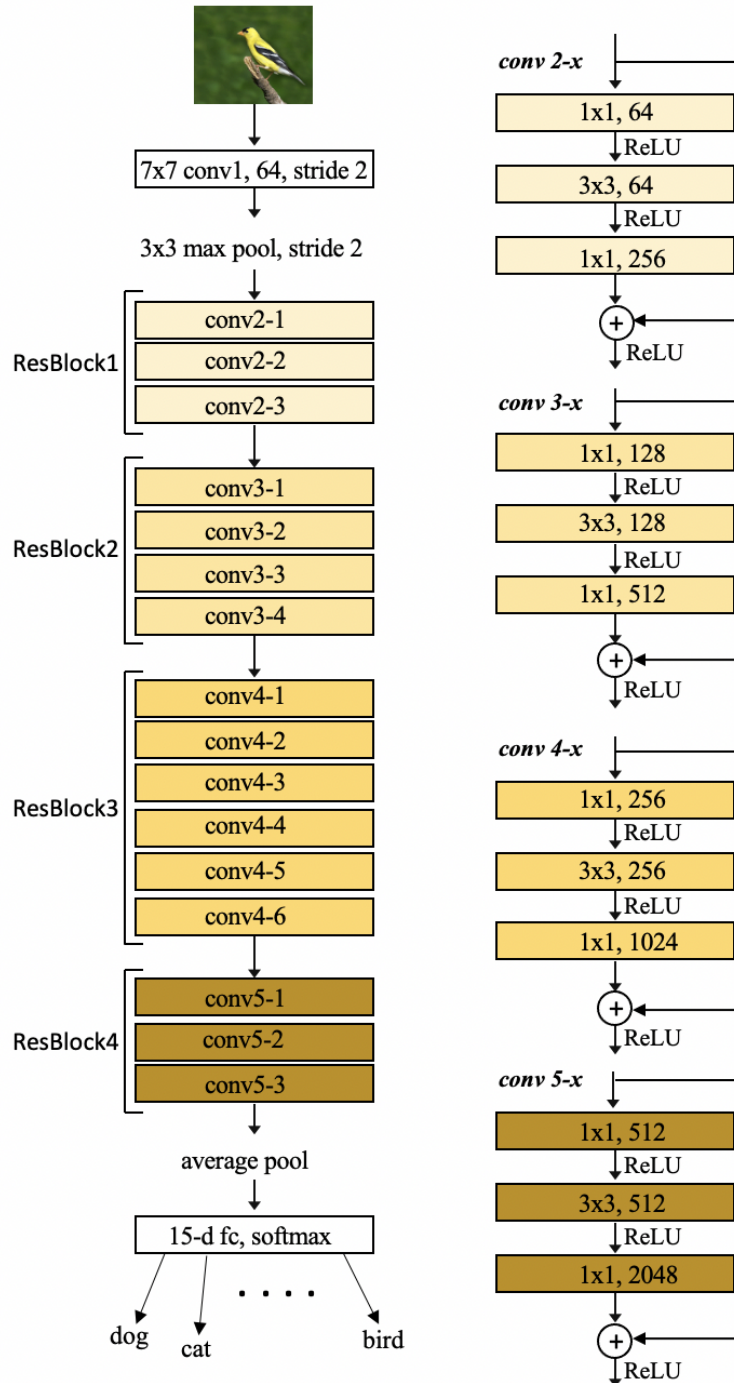 7x7 conv1, 64, stride 2
3x3 max pool, stride 2
ResBlock1
conv2-1
conv2-2
conv2-3
ResBlock2
conv3-1
conv3-2
conv3-3
conv3-4
ResBlock3
conv4-1
conv4-2
conv4-3
conv4-4
conv4-5
conv4-6
ResBlock4
conv5-1
conv5-2
conv5-3
average pool
15-d fc, softmax
dog
cat
. . . .
bird
conv 2-x
1x1, 64
ReLU
3x3, 64
ReLU
1x1, 256
+
ReLU
conv 3-x
1x1, 128
ReLU
3x3, 128
ReLU
1x1, 512
+
ReLU
conv 4-x
1x1, 256
ReLU
3x3, 256
ReLU
1x1, 1024
+
ReLU
conv 5-x
1x1, 512
ReLU
3x3, 512
ReLU
1x1, 2048
+
ReLU